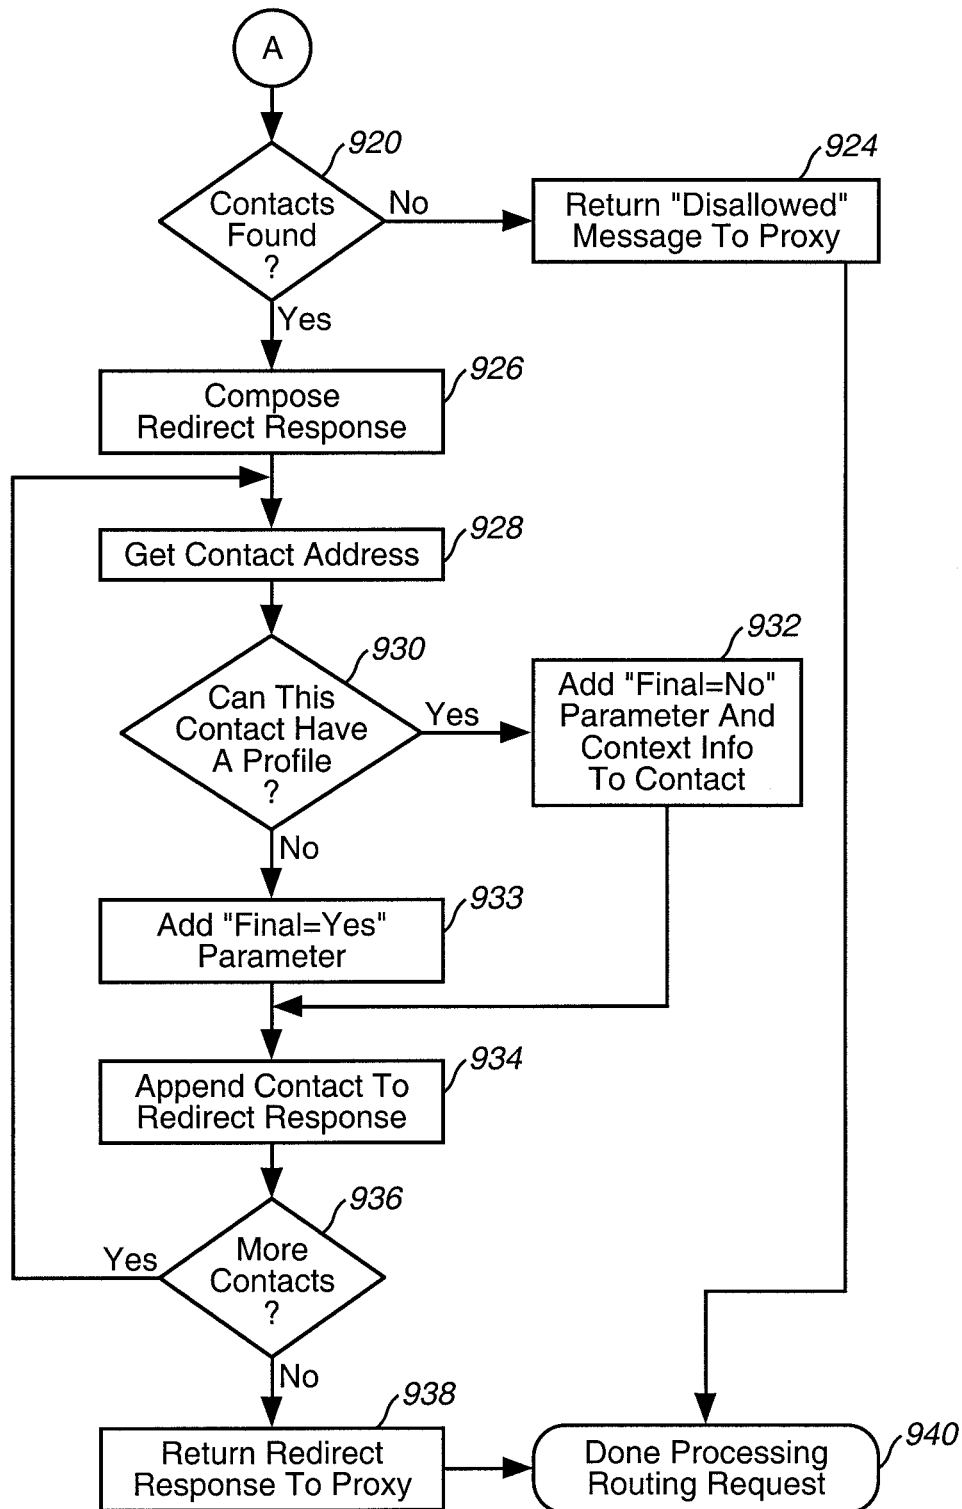 A
920
Contacts
Found
?
No
924
Return "Disallowed"
Message To Proxy
Yes
926
Compose
Redirect Response
928
Get Contact Address
930
Can This
Contact Have
A Profile
?
Yes
932
Add "Final=No"
Parameter And
Context Info
To Contact
No
933
Add "Final=Yes"
Parameter
934
Append Contact To
Redirect Response
936
More
Contacts
?
Yes
No
938
Return Redirect
Response To Proxy
940
Done Processing
Routing Request